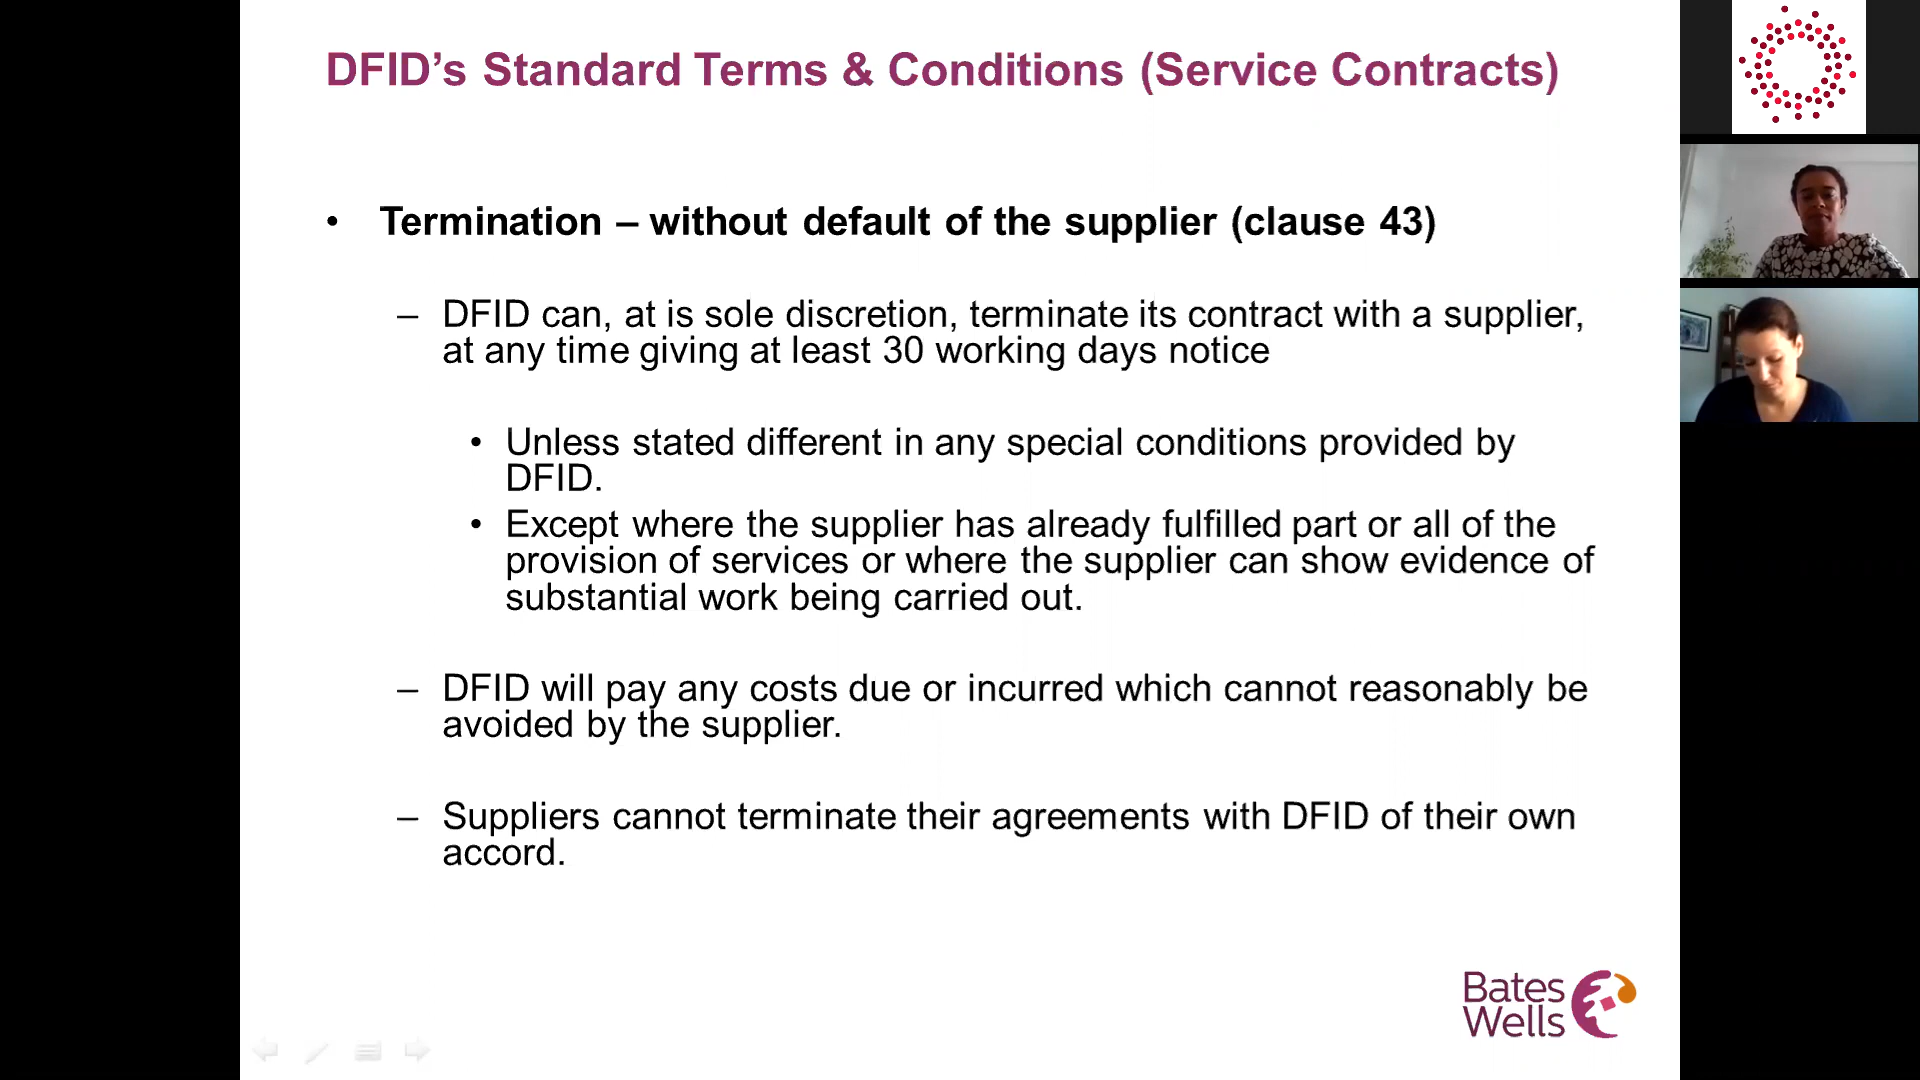 DFID’s Standard Terms & Conditions (Service Contracts)
• Termination – without default of the supplier (clause 43)
– DFID can, at is sole discretion, terminate its contract with a supplier,
at any time giving at least 30 working days notice
• Unless stated different in any special conditions provided by
DFID.
• Except where the supplier has already fulfilled part or all of the
provision of services or where the supplier can show evidence of
substantial work being carried out.
– DFID will pay any costs due or incurred which cannot reasonably be
avoided by the supplier.
– Suppliers cannot terminate their agreements with DFID of their own
accord.
Bates
Wells